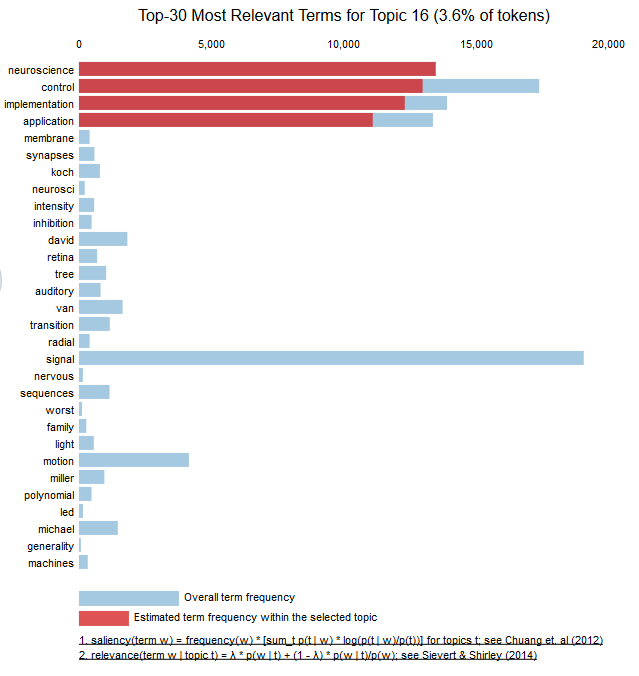 Top-30 Most Relevant Terms for Topic 16 (3.6% of tokens)
0 5,000 10,000 15,000 20,000
neuroscience
control
implementation
application
membrane
synapses
koch
neurosci
intensity
inhibition
david
retina
tree
auditory
van
transition
radial
signal
nervous
sequences
worst
family
light
motion
miller
polynomial
led
michael
generality
machines
Overall term frequency
Estimated term frequency within the selected topic
1. saliency(term w) = frequency(w) * [sum_t p(t | w) * log(p(t | w)/p(t))] for topics t; see Chuang et. al (2012)
2. relevance(term w | topic t) = λ * p(w | t) + (1 - λ) * p(w | t)/p(w); see Sievert & Shirley (2014)